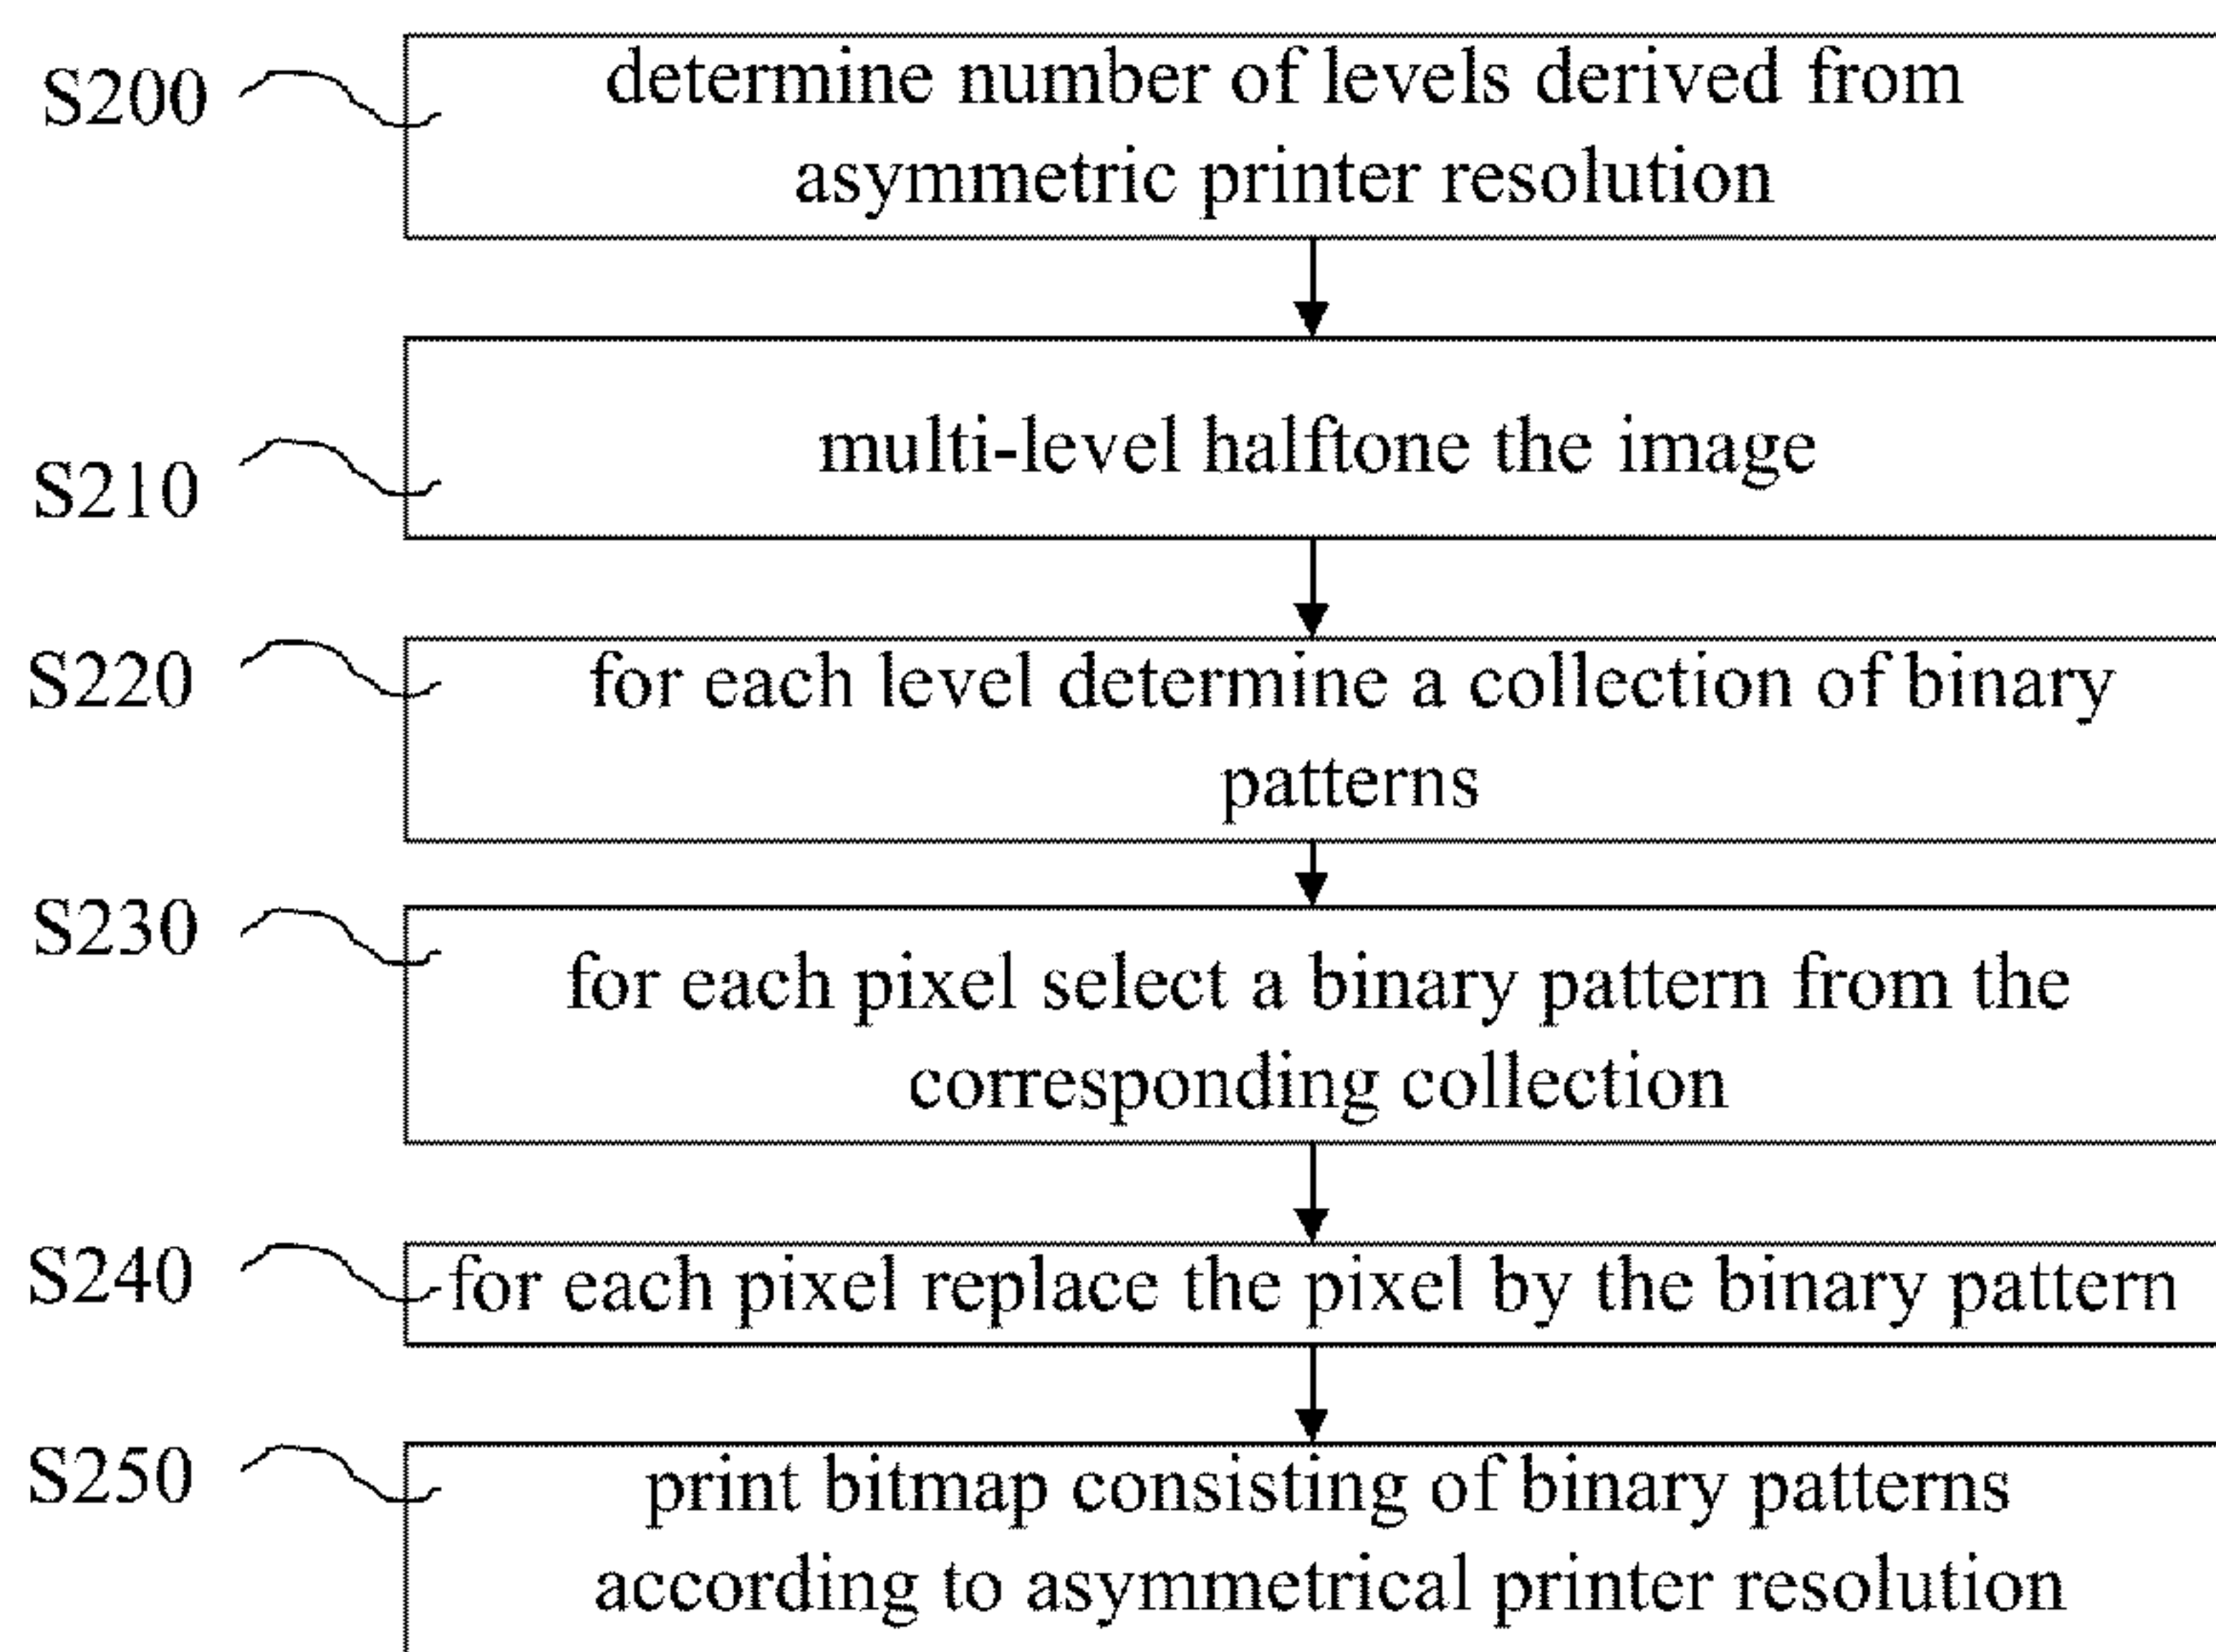 S200
determine number of levels derived from
asymmetric printer resolution
S210
multi-level halftone the image
S220
for each level determine a collection of binary
patterns
S230
for each pixel select a binary pattern from the
corresponding collection
S240
for each pixel replace the pixel by the binary pattern
S250
print bitmap consisting of binary patterns
according to asymmetrical printer resolution